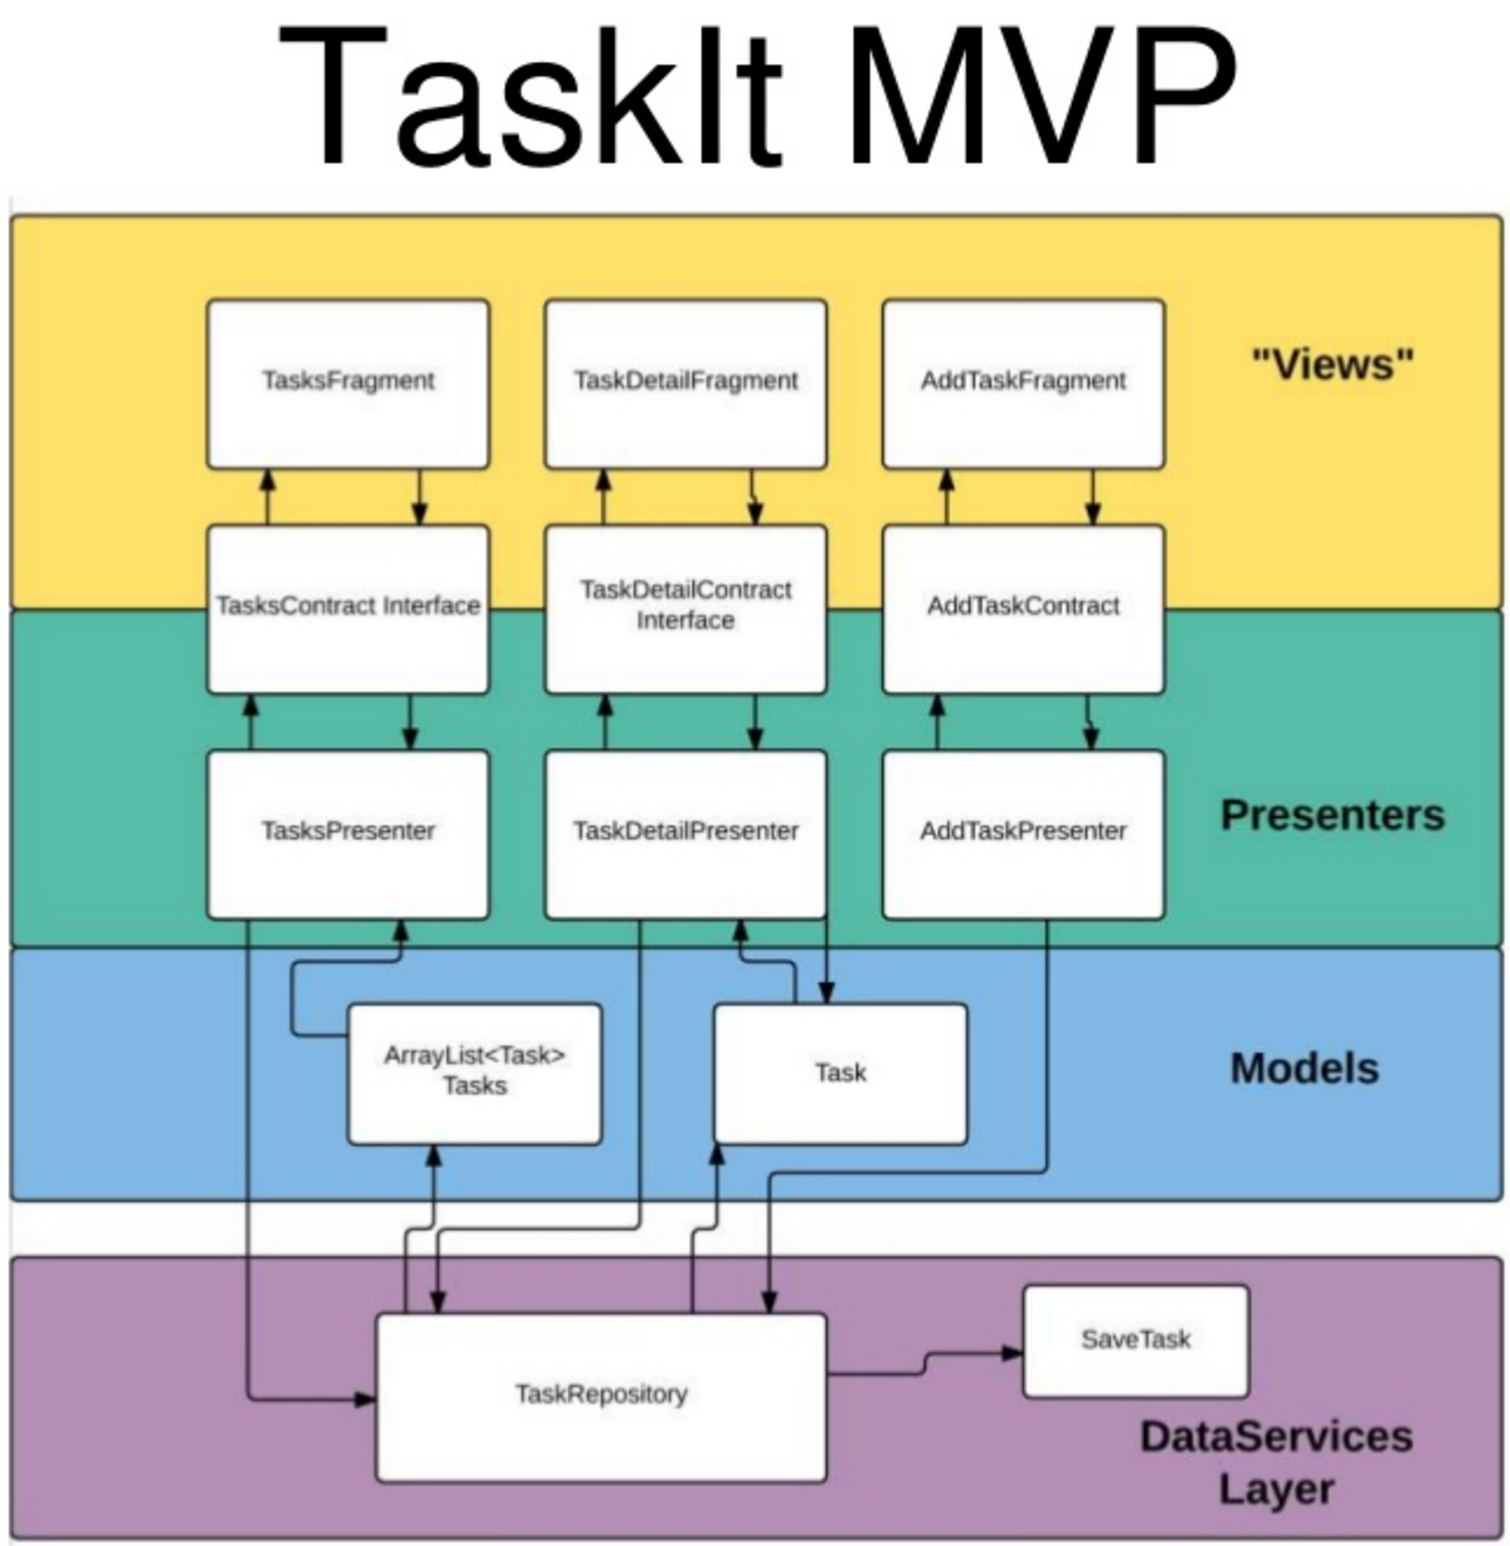 TaskIt MVP
TasksFragment
TaskDetailFragment
AddTaskFragment
"Views"
TasksContract Interface
TaskDetailContract
Interface
AddTaskContract
TasksPresenter
TaskDetailPresenter
AddTaskPresenter
Presenters
ArrayList<Task>
Tasks
Task
Models
TaskRepository
SaveTask
DataServices
Layer